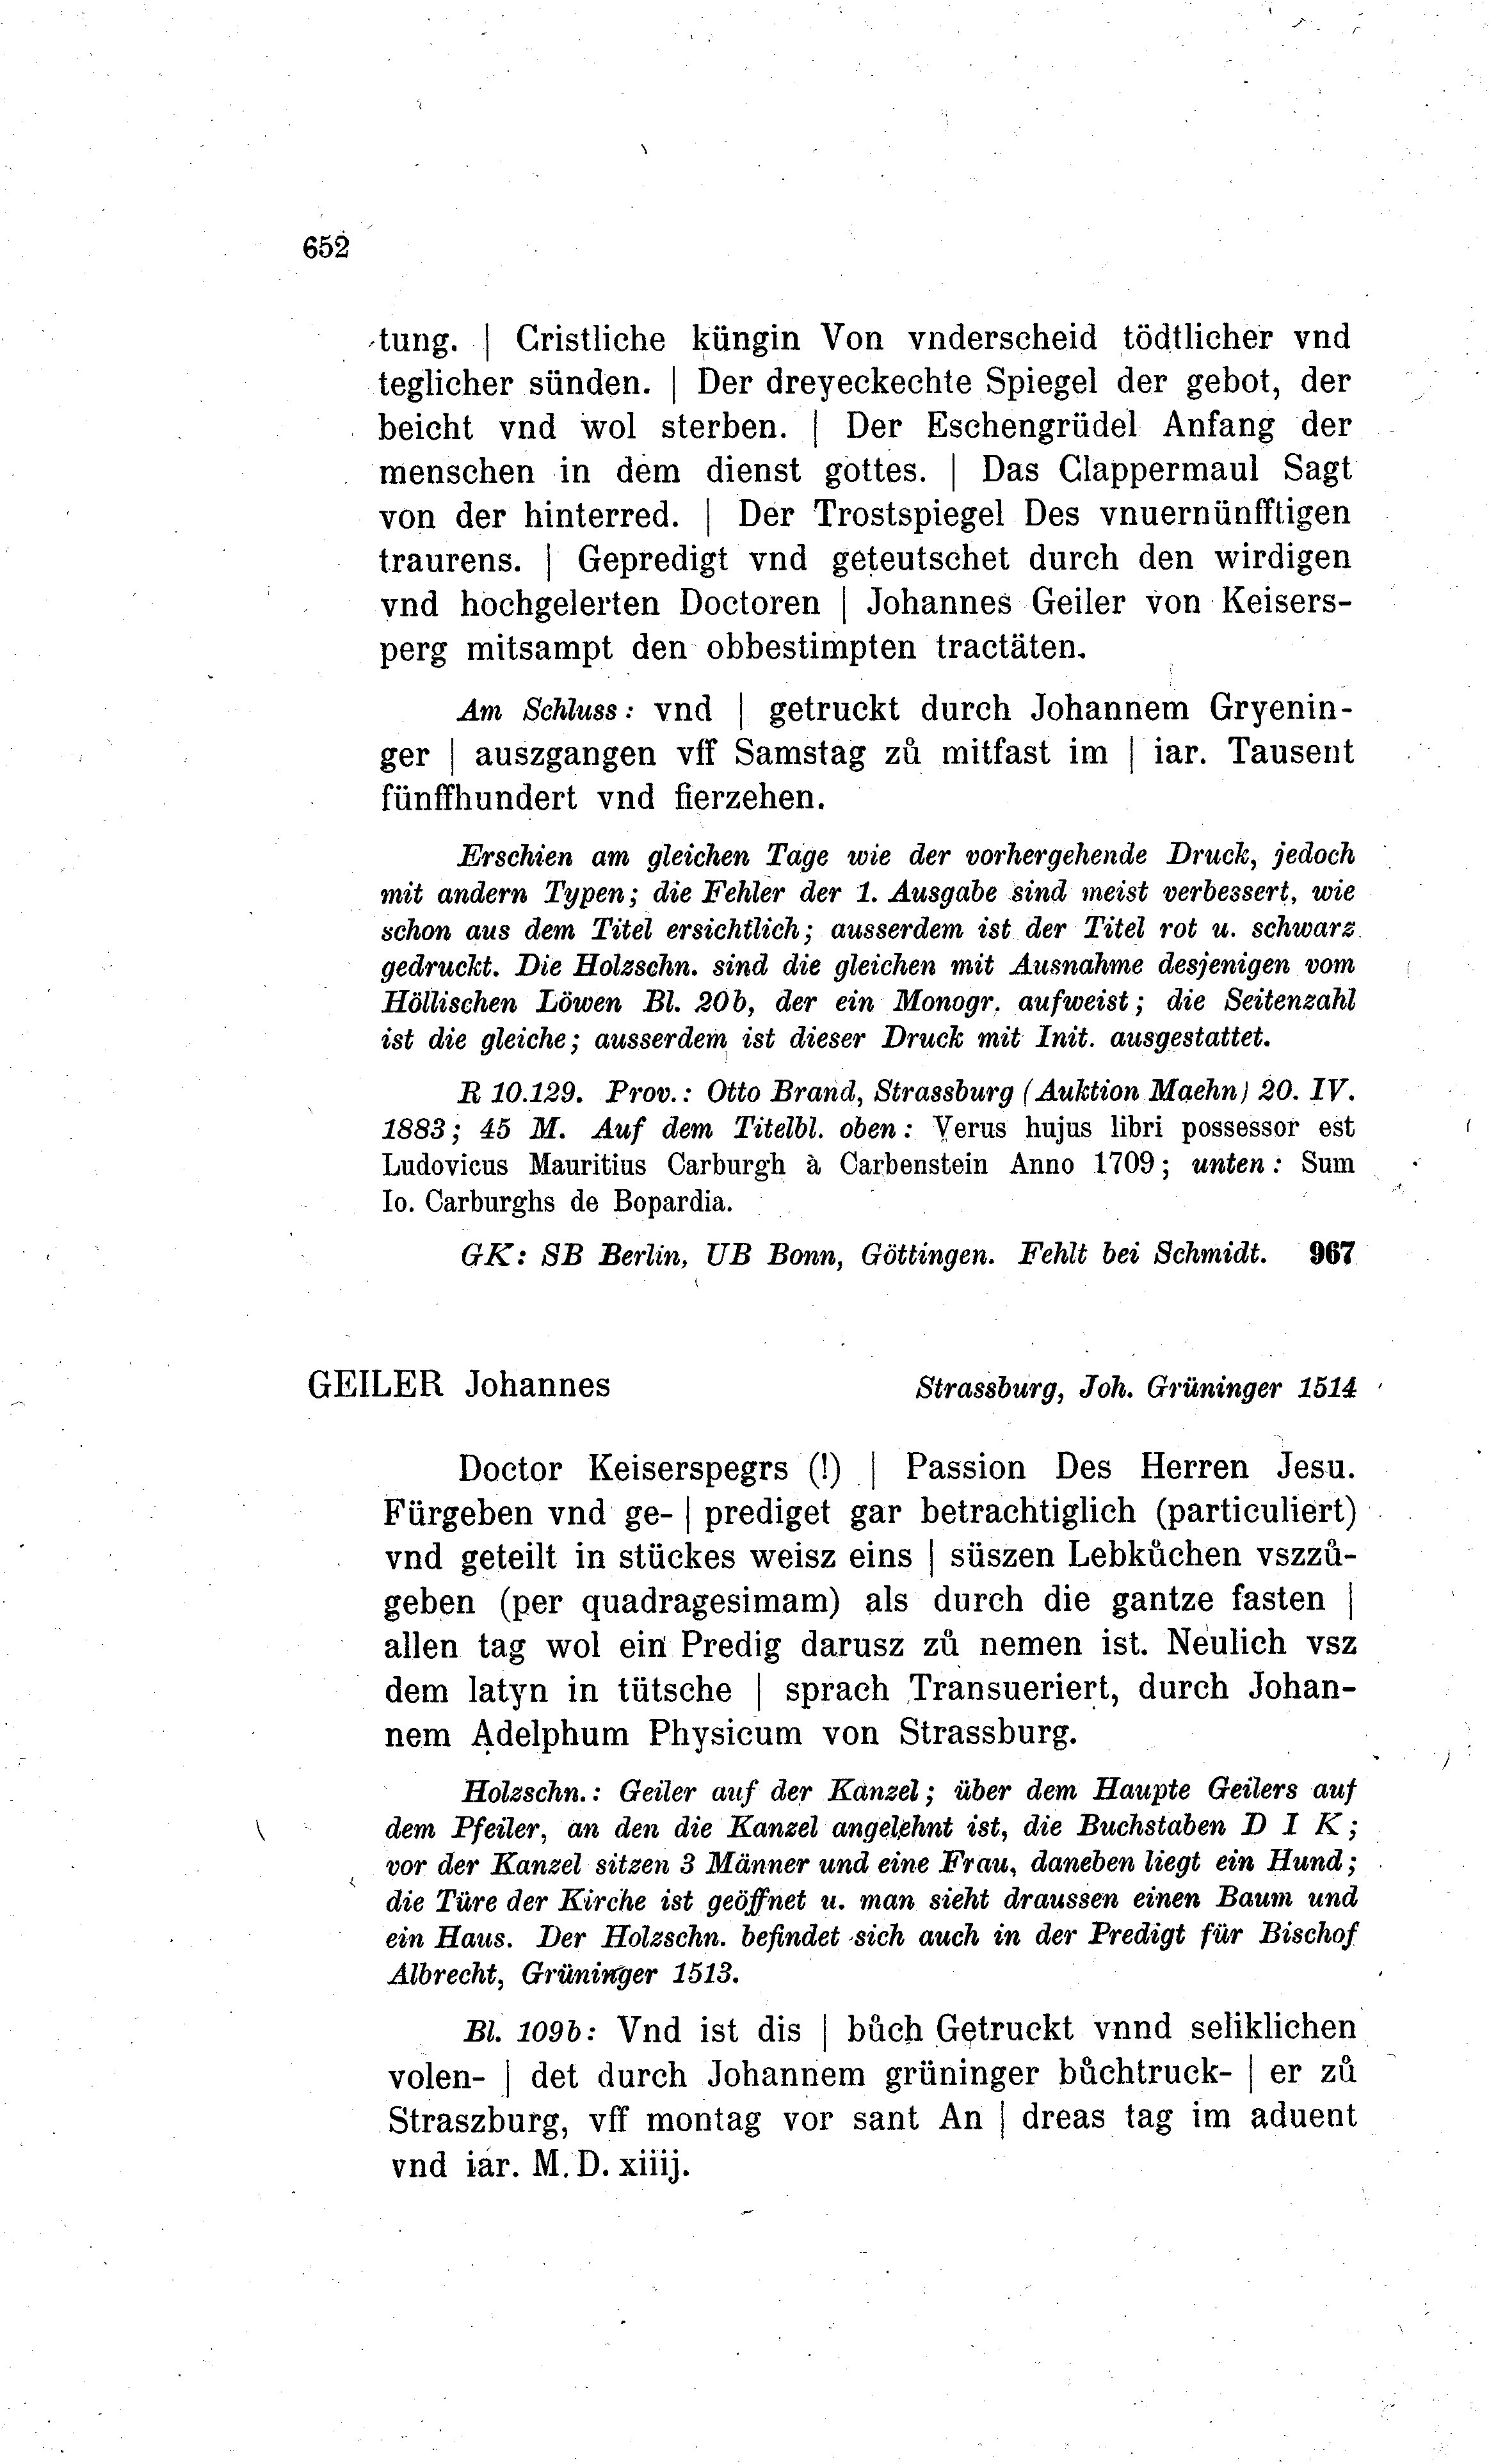 652
tung. | Cristliche küngin Von vnderscheid tödtlicher vnd
teglicher sünden. | Der dreyeckechte Spiegel der gebot, der
beicht vnd wol sterben. | Der Eschengrüdel Anfang der
menschen in dem dienst gottes. | Das Clappermaul Sagt
von der hinterred. | Der Trostspiegel Des vnuernünfftigen
traurens. | Gepredigt vnd geteutschet durch den wirdigen
vnd hochgelerten Doctoren | Johannes Geiler von Keisers-
perg mitsampt den obbestimpten tractäten.
Am Schluss: vnd | getruckt durch Johannem Gryenin-
ger | auszgangen vff Samstag zů mitfast im | iar. Tausent
fünffhundert vnd fierzehen.
Erschien am gleichen Tage wie der vorhergehende Druck, jedoch
mit andern Typen; die Fehler der 1. Ausgabe sind meist verbessert, wie
schon aus dem Titel ersichtlich; ausserdem ist der Titel rot u. schwarz
gedruckt. Die Holzschn. sind die gleichen mit Ausnahme desjenigen vom
Höllischen Löwen Bl. 20b, der ein Monogr. aufweist; die Seitenzahl
ist die gleiche; ausserdem ist dieser Druck mit Init. ausgestattet.
R 10.129. Prov.: Otto Brand, Strassburg (Auktion Maehn) 20. IV.
1883; 45 M. Auf dem Titelbl. oben: Verus hujus libri possessor est
Ludovicus Mauritius Carburgh à Carbenstein Anno 1709; unten: Sum
Io. Carburghs de Bopardia.
GK: SB Berlin, UB Bonn, Göttingen. Fehlt bei Schmidt. 967
GEILER Johannes Strassburg, Joh. Grüninger 1514
Doctor Keiserspegrs (!) | Passion Des Herren Jesu.
Fürgeben vnd ge- | prediget gar betrachtiglich (particuliert)
vnd geteilt in stückes weisz eins | süszen Lebkůchen vszzů-
geben (per quadragesimam) als durch die gantze fasten |
allen tag wol ein Predig darusz zů nemen ist. Neulich vsz
dem latyn in tütsche | sprach Transueriert, durch Johan-
nem Adelphum Physicum von Strassburg.
Holzschn.: Geiler auf der Kanzel; über dem Haupte Geilers auf
dem Pfeiler, an den die Kanzel angelehnt ist, die Buchstaben D I K;
vor der Kanzel sitzen 3 Männer und eine Frau, daneben liegt ein Hund;
die Türe der Kirche ist geöffnet u. man sieht draussen einen Baum und
ein Haus. Der Holzschn. befindet sich auch in der Predigt für Bischof
Albrecht, Grüninger 1513.
Bl. 109b: Vnd ist dis | bůch Getruckt vnnd seliklichen
volen- | det durch Johannem grüninger bůchtruck- | er zů
Straszburg, vff montag vor sant An | dreas tag im aduent
vnd iar. M. D. xiiij.